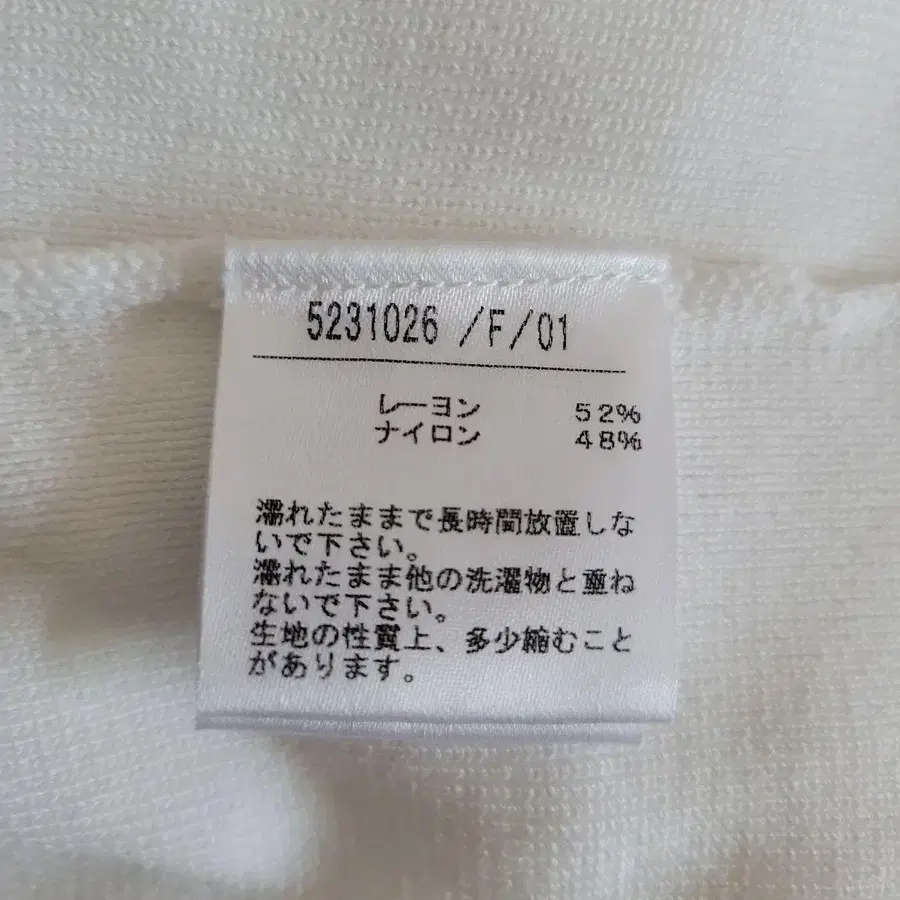 5231026 /F/01
レーヨン 52%
ナイロン 48%
濡れたままで長時間放置しな
いで下さい。
濡れたまま他の洗濯物と重ね
ないで下さい。
生地の性質上、多少縮むこと
があります。